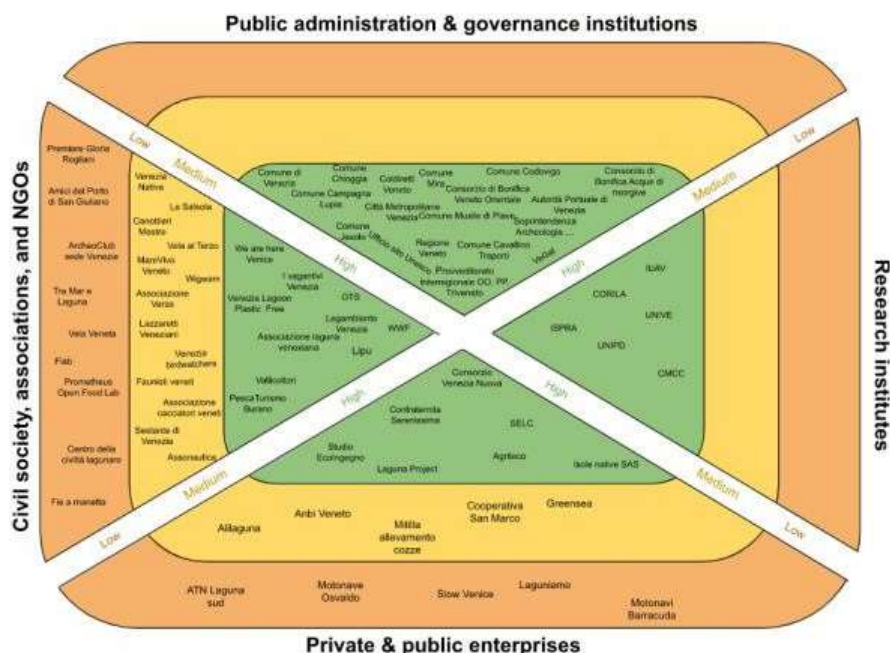 Public administration & governance institutions
Low
Medium
High
Low
Medium
High
Comune di
Venezia
Comune
Chioggia
Coldiretti
Veneto
Comune
Mira
Comune Codevigo
Consorzio di
Bonifica Acque di
risorgive
Comune Campagna
Lupia
Consorzio di Bonifica
Veneto Orientale
Città Metropolitana
Venezia
Comune Musile di Piave
Autorità Portuale di
Venezia
Comune
Jesolo
Ufficio sito Unesco
Regione
Veneto
Comune Cavallino
Treporti
Archeologia ...
Provveditorato
Interregionale OO. PP.
Triveneto
Civil society, associations, and NGOs
Premiere Gloria
Rogliani
Amici del Porto
di San Giuliano
ArcheoClub
sede Venezia
Tra Mar e
Laguna
Vela Veneta
Fiab
Prometheus
Open Food Lab
Centro della
civiltà lagunare
Fie a manetta
Venezia
Nativa
La Salsola
Canottieri
Mestre
Vela al Terzo
MareVivo
Veneto
Wigwam
Associazione
Verza
Lazzaretti
Veneziani
Venezia
birdwatchers
Faunisti veneti
Associazione
cacciatori veneti
Sestante di
Venezia
Assonautica
We are here
Venice
I vagantivi
Venezia
Venezia Lagoon
Plastic Free
OTS
Legambiente
Venezia
WWF
Associazione laguna
veneziana
Lipu
Vallicoltori
PescaTurismo
Burano
Research institutes
IUAV
CORILA
UNIVE
ISPRA
UNIPD
CMCC
High
Medium
Low
High
Medium
Low
Consorzio
Venezia Nuova
Confraternita
Serenissima
SELC
Studio
EcoIngegno
Agriteco
Laguna Project
Isole native SAS
Alilaguna
Anbi Veneto
Mitilla
allevamento
cozze
Cooperativa
San Marco
Greensea
ATN Laguna
sud
Motonave
Osvaldo
Slow Venice
Laguniamo
Motonavi
Barracuda
Private & public enterprises